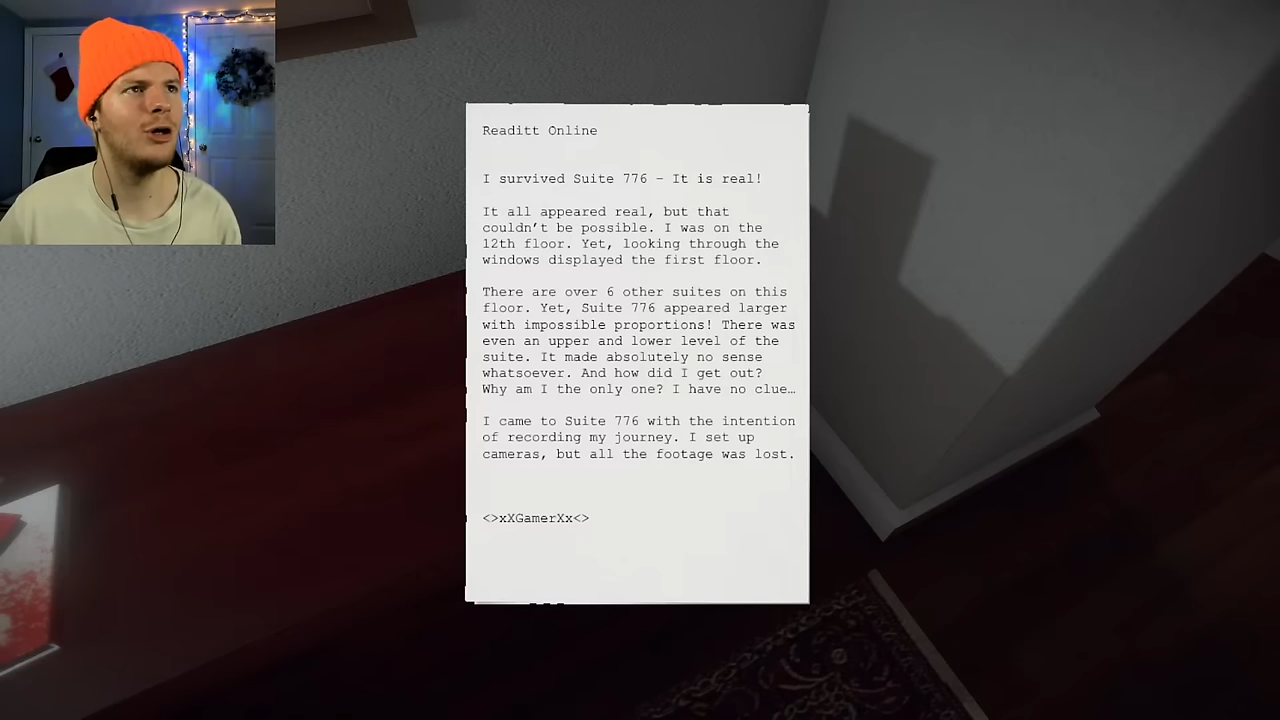 Readitt Online
I survived Suite 776 – It is real!
It all appeared real, but that
couldn't be possible. I was on the
12th floor. Yet, looking through the
windows displayed the first floor.
There are over 6 other suites on this
floor. Yet, Suite 776 appeared larger
with impossible proportions! There was
even an upper and lower level of the
suite. It made absolutely no sense
whatsoever. And how did I get out?
Why am I the only one? I have no clue…
I came to Suite 776 with the intention
of recording my journey. I set up
cameras, but all the footage was lost.
<>xXGamerXx<>